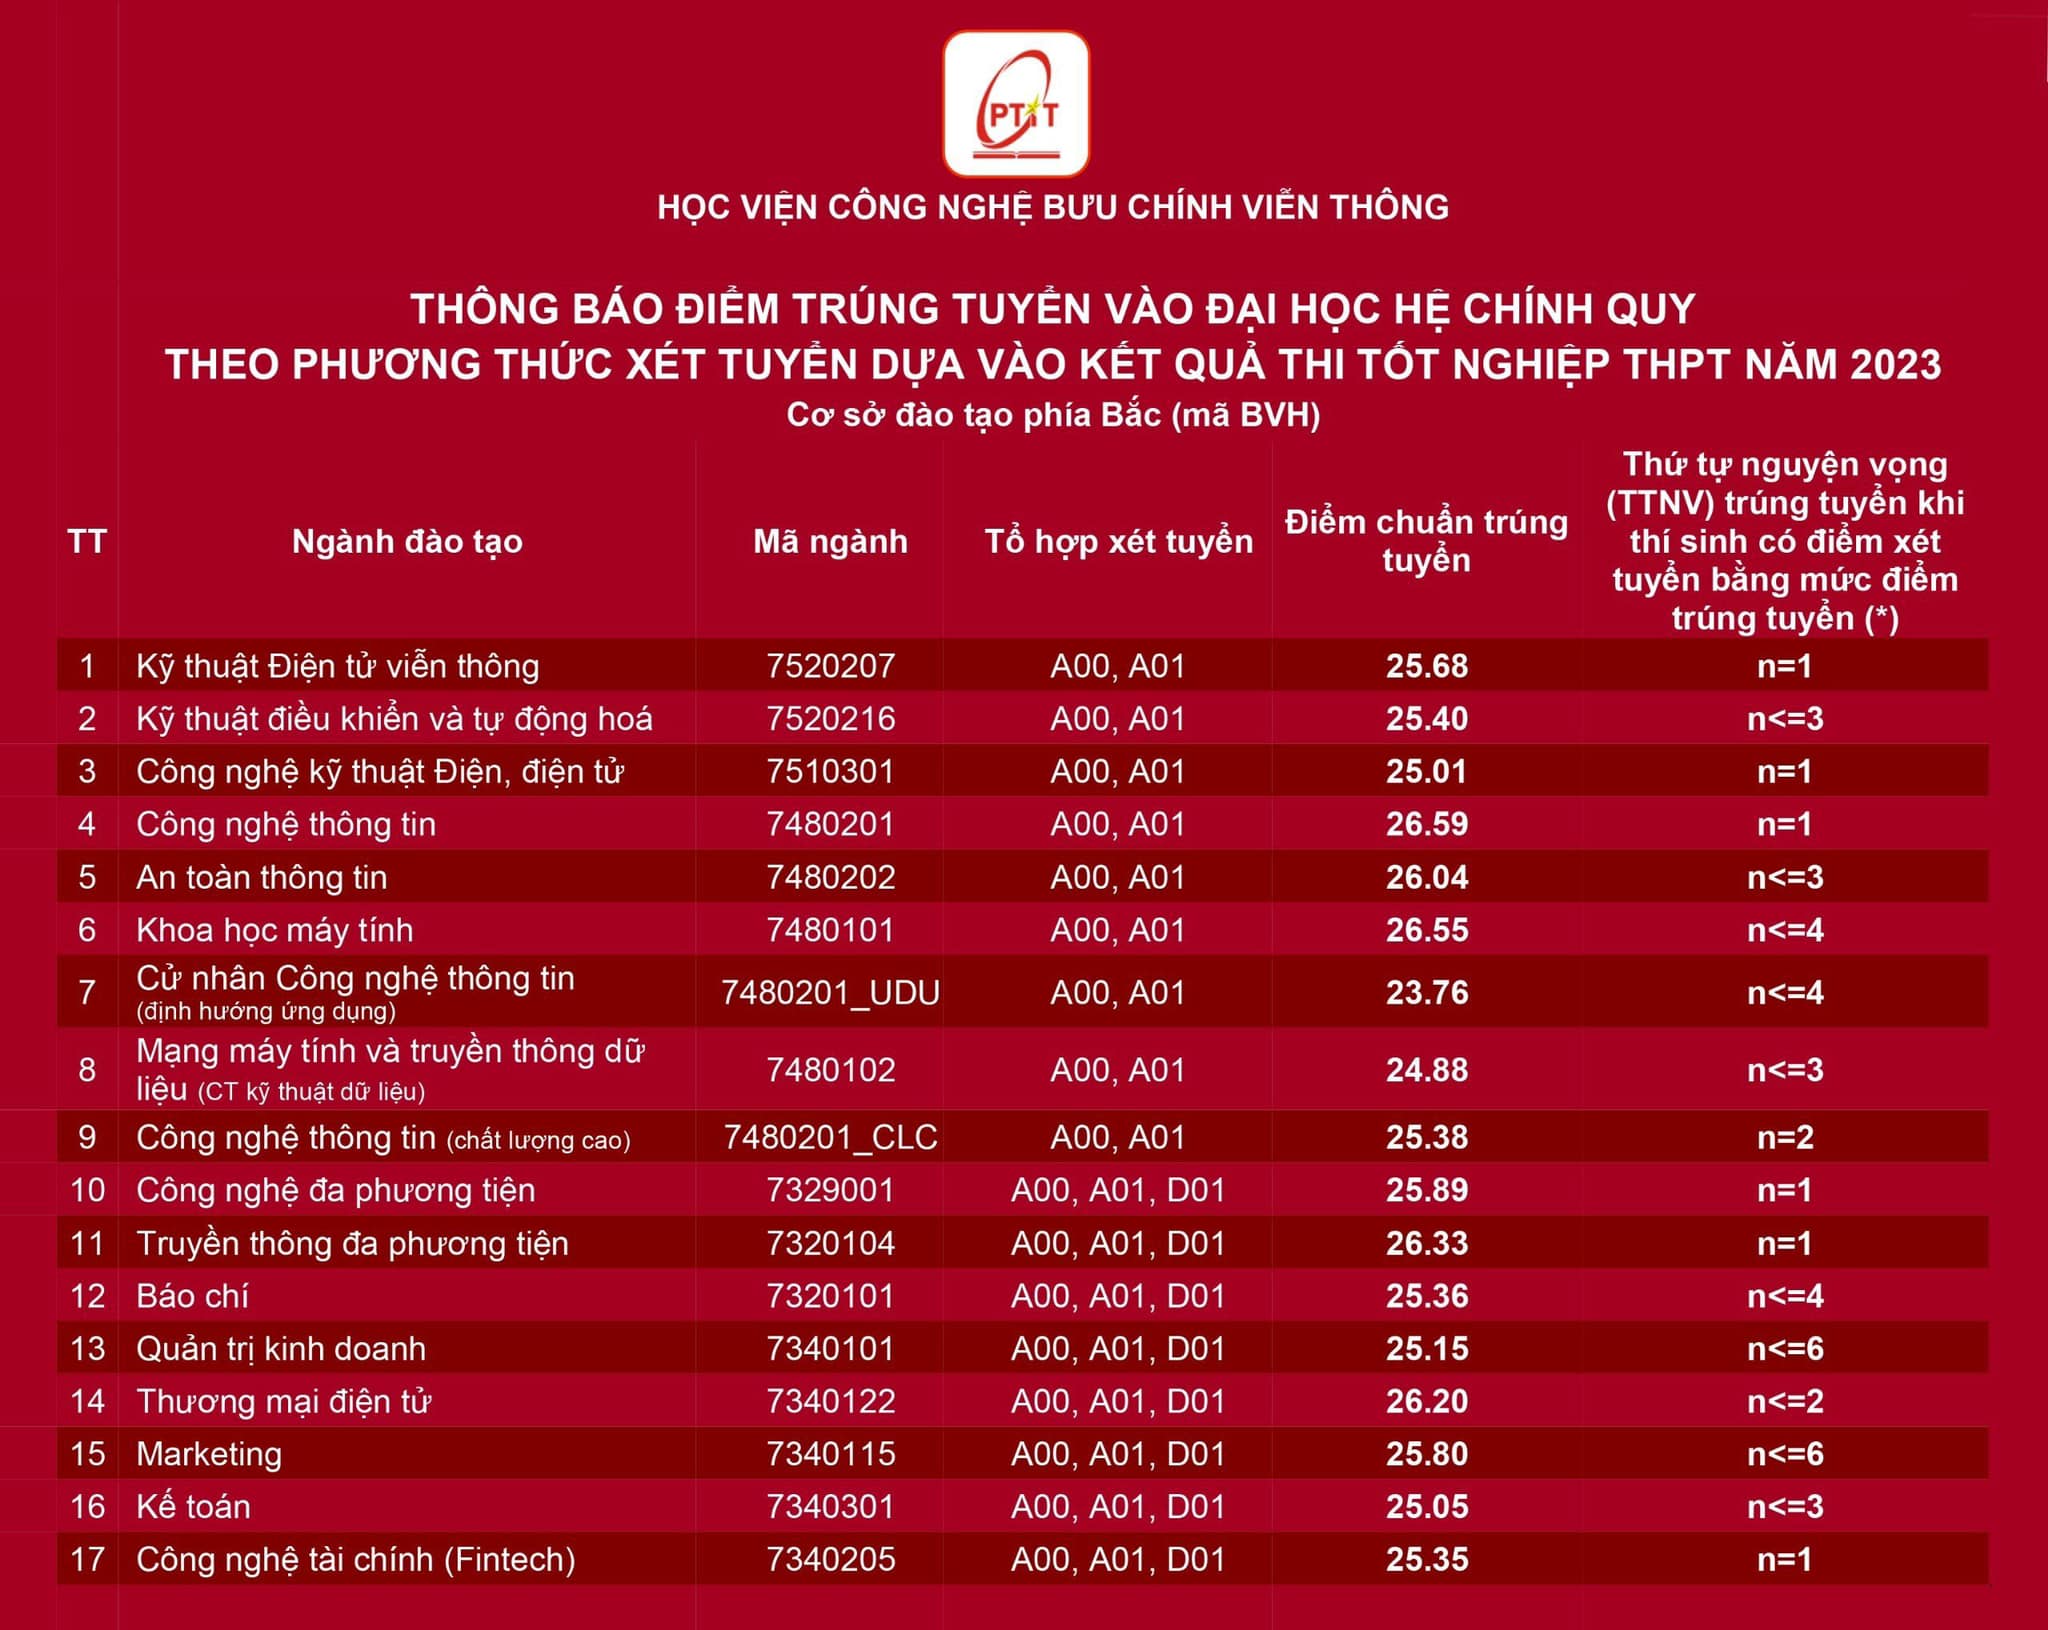 PTIT
HỌC VIỆN CÔNG NGHỆ BƯU CHÍNH VIỄN THÔNG
THÔNG BÁO ĐIỂM TRÚNG TUYỂN VÀO ĐẠI HỌC HỆ CHÍNH QUY
THEO PHƯƠNG THỨC XÉT TUYỂN DỰA VÀO KẾT QUẢ THI TỐT NGHIỆP THPT NĂM 2023
Cơ sở đào tạo phía Bắc (mã BVH)
TT Ngành đào tạo Mã ngành Tổ hợp xét tuyển Điểm chuẩn trúng
tuyển
Thứ tự nguyện vọng
(TTNV) trúng tuyển khi
thí sinh có điểm xét
tuyển bằng mức điểm
trúng tuyển (*)
1 Kỹ thuật Điện tử viễn thông 7520207 A00, A01 25.68 n=1
2 Kỹ thuật điều khiển và tự động hoá 7520216 A00, A01 25.40 n<=3
3 Công nghệ kỹ thuật Điện, điện tử 7510301 A00, A01 25.01 n=1
4 Công nghệ thông tin 7480201 A00, A01 26.59 n=1
5 An toàn thông tin 7480202 A00, A01 26.04 n<=3
6 Khoa học máy tính 7480101 A00, A01 26.55 n<=4
7 Cử nhân Công nghệ thông tin
(định hướng ứng dụng) 7480201_UDU A00, A01 23.76 n<=4
8 Mạng máy tính và truyền thông dữ
liệu (CT kỹ thuật dữ liệu) 7480102 A00, A01 24.88 n<=3
9 Công nghệ thông tin (chất lượng cao) 7480201_CLC A00, A01 25.38 n=2
10 Công nghệ đa phương tiện 7329001 A00, A01, D01 25.89 n=1
11 Truyền thông đa phương tiện 7320104 A00, A01, D01 26.33 n=1
12 Báo chí 7320101 A00, A01, D01 25.36 n<=4
13 Quản trị kinh doanh 7340101 A00, A01, D01 25.15 n<=6
14 Thương mại điện tử 7340122 A00, A01, D01 26.20 n<=2
15 Marketing 7340115 A00, A01, D01 25.80 n<=6
16 Kế toán 7340301 A00, A01, D01 25.05 n<=3
17 Công nghệ tài chính (Fintech) 7340205 A00, A01, D01 25.35 n=1